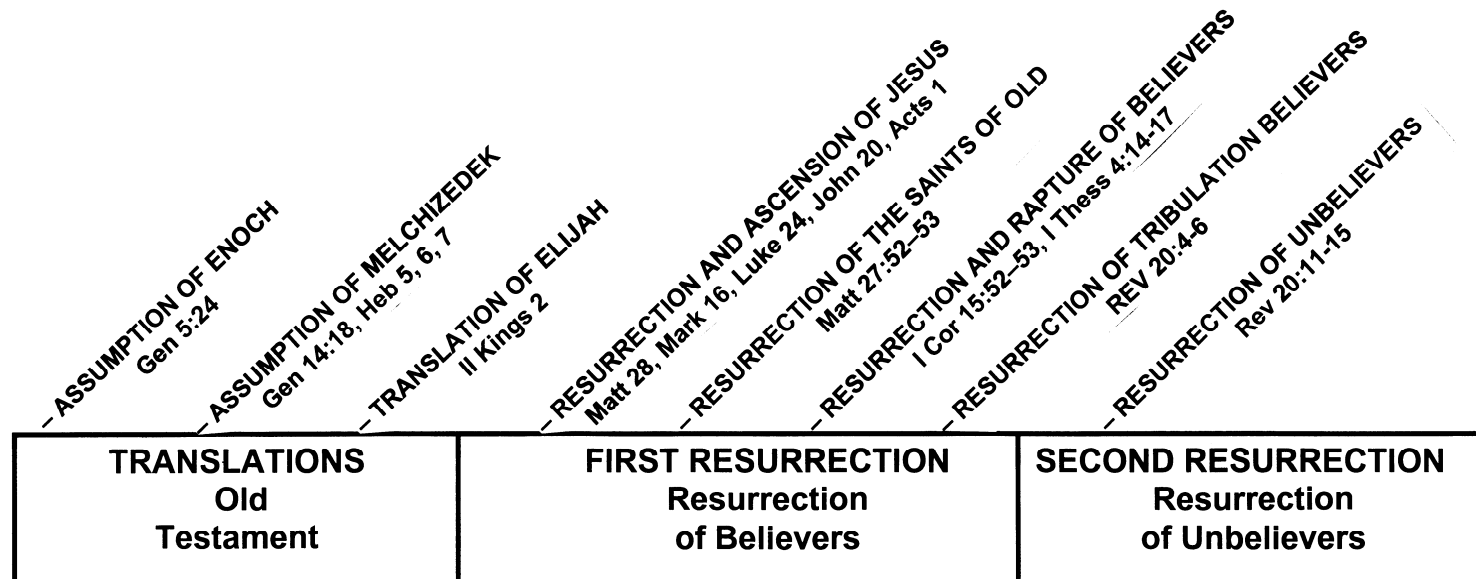 – ASSUMPTION OF ENOCH
Gen 5:24
– ASSUMPTION OF MELCHIZEDEK
Gen 14:18, Heb 5, 6, 7
– TRANSLATION OF ELIJAH
II Kings 2
– RESURRECTION AND ASCENSION OF JESUS
Matt 28, Mark 16, Luke 24, John 20, Acts 1
– RESURRECTION OF THE SAINTS OF OLD
Matt 27:52–53
– RESURRECTION AND RAPTURE OF BELIEVERS
I Cor 15:52–53, I Thess 4:14-17
– RESURRECTION OF TRIBULATION BELIEVERS
REV 20:4-6
– RESURRECTION OF UNBELIEVERS
Rev 20:11-15
TRANSLATIONS
Old
Testament
FIRST RESURRECTION
Resurrection
of Believers
SECOND RESURRECTION
Resurrection
of Unbelievers